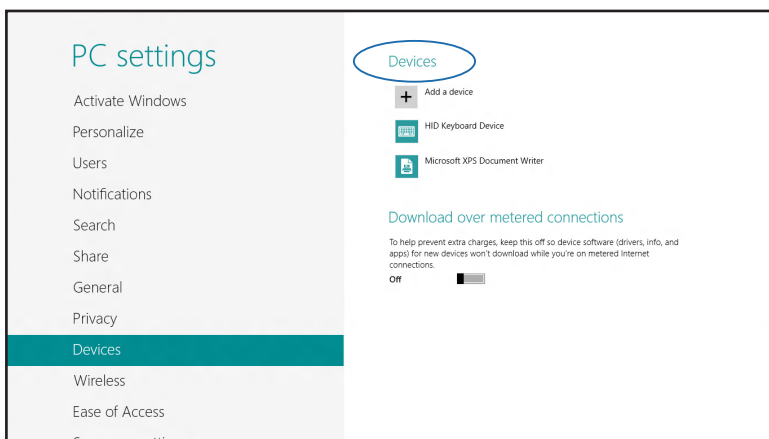 PC settings
Activate Windows
Personalize
Users
Notifications
Search
Share
General
Privacy
Devices
Wireless
Ease of Access
Devices
Add a device
HID Keyboard Device
Microsoft XPS Document Writer
Download over metered connections
To help prevent extra charges, keep this off so device software (drivers, info, and
apps) for new devices won't download while you're on metered Internet
connections.
Off